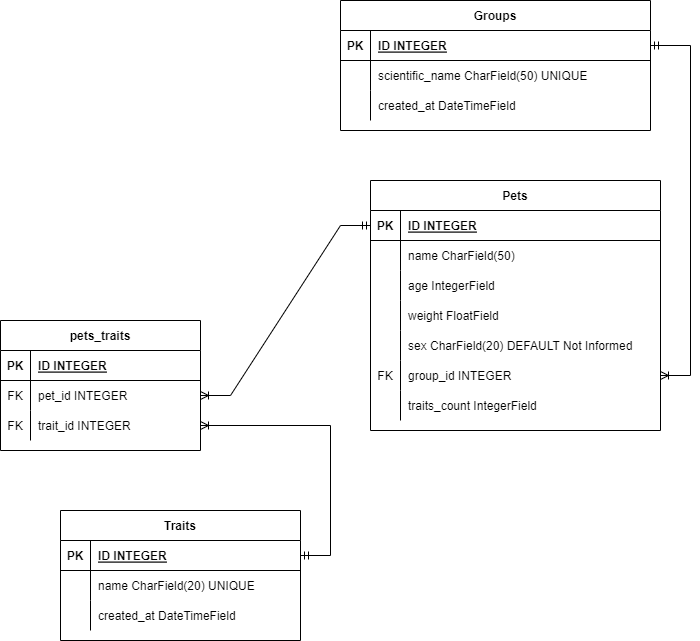 Groups
PK ID INTEGER
scientific_name CharField(50) UNIQUE
created_at DateTimeField
Pets
PK ID INTEGER
name CharField(50)
age IntegerField
weight FloatField
sex CharField(20) DEFAULT Not Informed
FK group_id INTEGER
traits_count IntegerField
pets_traits
PK ID INTEGER
FK pet_id INTEGER
FK trait_id INTEGER
Traits
PK ID INTEGER
name CharField(20) UNIQUE
created_at DateTimeField